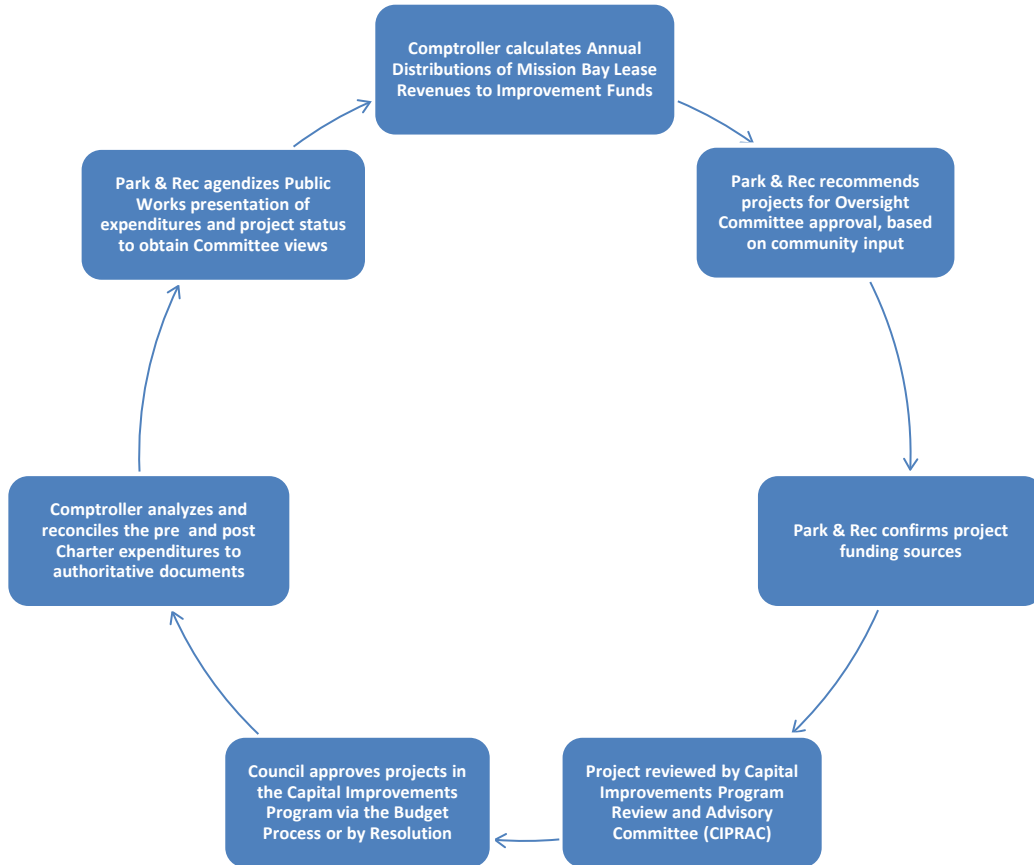 Comptroller calculates Annual
Distributions of Mission Bay Lease
Revenues to Improvement Funds
Park & Rec recommends
projects for Oversight
Committee approval, based
on community input
Park & Rec confirms project
funding sources
Project reviewed by Capital
Improvements Program
Review and Advisory
Committee (CIPRAC)
Council approves projects in
the Capital Improvements
Program via the Budget
Process or by Resolution
Comptroller analyzes and
reconciles the pre and post
Charter expenditures to
authoritative documents
Park & Rec agendizes Public
Works presentation of
expenditures and project status
to obtain Committee views